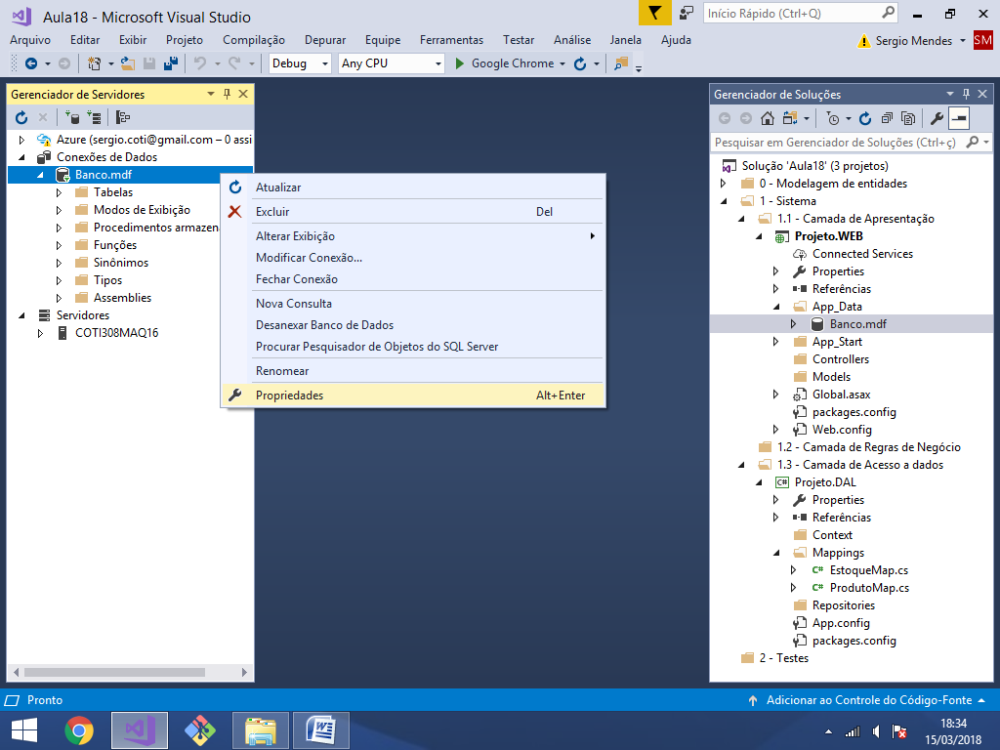 Aula18 - Microsoft Visual Studio
Início Rápido (Ctrl+Q)
Arquivo Editar Exibir Projeto Compilação Depurar Equipe Ferramentas Testar Análise Janela Ajuda
Sergio Mendes SM
Debug Any CPU Google Chrome
Gerenciador de Servidores
Azure (sergio.coti@gmail.com – 0 assi
Conexões de Dados
Banco.mdf
Tabelas
Modos de Exibição
Procedimentos armazen
Funções
Sinônimos
Tipos
Assemblies
Servidores
COTI308MAQ16
Atualizar
Excluir Del
Alterar Exibição
Modificar Conexão...
Fechar Conexão
Nova Consulta
Desanexar Banco de Dados
Procurar Pesquisador de Objetos do SQL Server
Renomear
Propriedades Alt+Enter
Gerenciador de Soluções
Pesquisar em Gerenciador de Soluções (Ctrl+ç)
Solução 'Aula18' (3 projetos)
0 - Modelagem de entidades
1 - Sistema
1.1 - Camada de Apresentação
Projeto.WEB
Connected Services
Properties
Referências
App_Data
Banco.mdf
App_Start
Controllers
Models
Global.asax
packages.config
Web.config
1.2 - Camada de Regras de Negócio
1.3 - Camada de Acesso a dados
C# Projeto.DAL
Properties
Referências
Context
Mappings
C# EstoqueMap.cs
C# ProdutoMap.cs
Repositories
App.config
packages.config
2 - Testes
Pronto
Adicionar ao Controle do Código-Fonte
18:34
15/03/2018